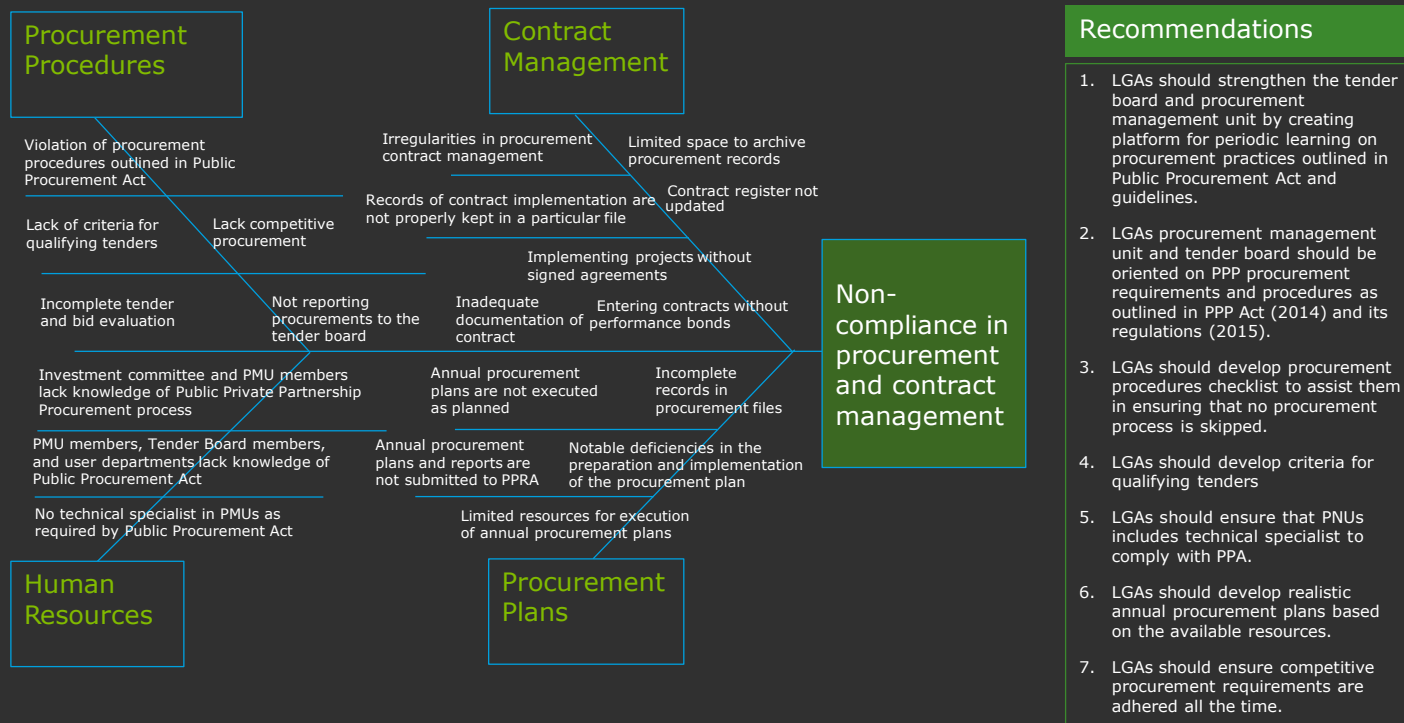 Procurement
Procedures
Violation of procurement
procedures outlined in Public
Procurement Act
Lack of criteria for
qualifying tenders
Lack competitive
procurement
Incomplete tender
and bid evaluation
Not reporting
procurements to the
tender board
Contract
Management
Irregularities in procurement
contract management
Limited space to archive
procurement records
Records of contract implementation are
not properly kept in a particular file
Contract register not
updated
Implementing projects without
signed agreements
Inadequate
documentation of
contract
Entering contracts without
performance bonds
Non-
compliance in
procurement
and contract
management
Investment committee and PMU members
lack knowledge of Public Private Partnership
Procurement process
PMU members, Tender Board members,
and user departments lack knowledge of
Public Procurement Act
No technical specialist in PMUs as
required by Public Procurement Act
Human
Resources
Annual procurement
plans are not executed
as planned
Incomplete
records in
procurement files
Annual procurement
plans and reports are
not submitted to PPRA
Notable deficiencies in the
preparation and implementation
of the procurement plan
Limited resources for execution
of annual procurement plans
Procurement
Plans
Recommendations
1. LGAs should strengthen the tender
board and procurement
management unit by creating
platform for periodic learning on
procurement practices outlined in
Public Procurement Act and
guidelines.
2. LGAs procurement management
unit and tender board should be
oriented on PPP procurement
requirements and procedures as
outlined in PPP Act (2014) and its
regulations (2015).
3. LGAs should develop procurement
procedures checklist to assist them
in ensuring that no procurement
process is skipped.
4. LGAs should develop criteria for
qualifying tenders
5. LGAs should ensure that PNUs
includes technical specialist to
comply with PPA.
6. LGAs should develop realistic
annual procurement plans based
on the available resources.
7. LGAs should ensure competitive
procurement requirements are
adhered all the time.